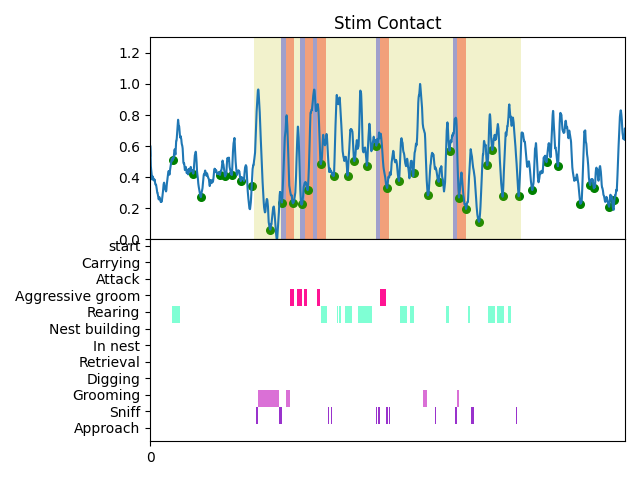 Stim Contact
1.2
1.0
0.8
0.6
0.4
0.2
0.0
start
Carrying
Attack
Aggressive groom
Rearing
Nest building
In nest
Retrieval
Digging
Grooming
Sniff
Approach
0